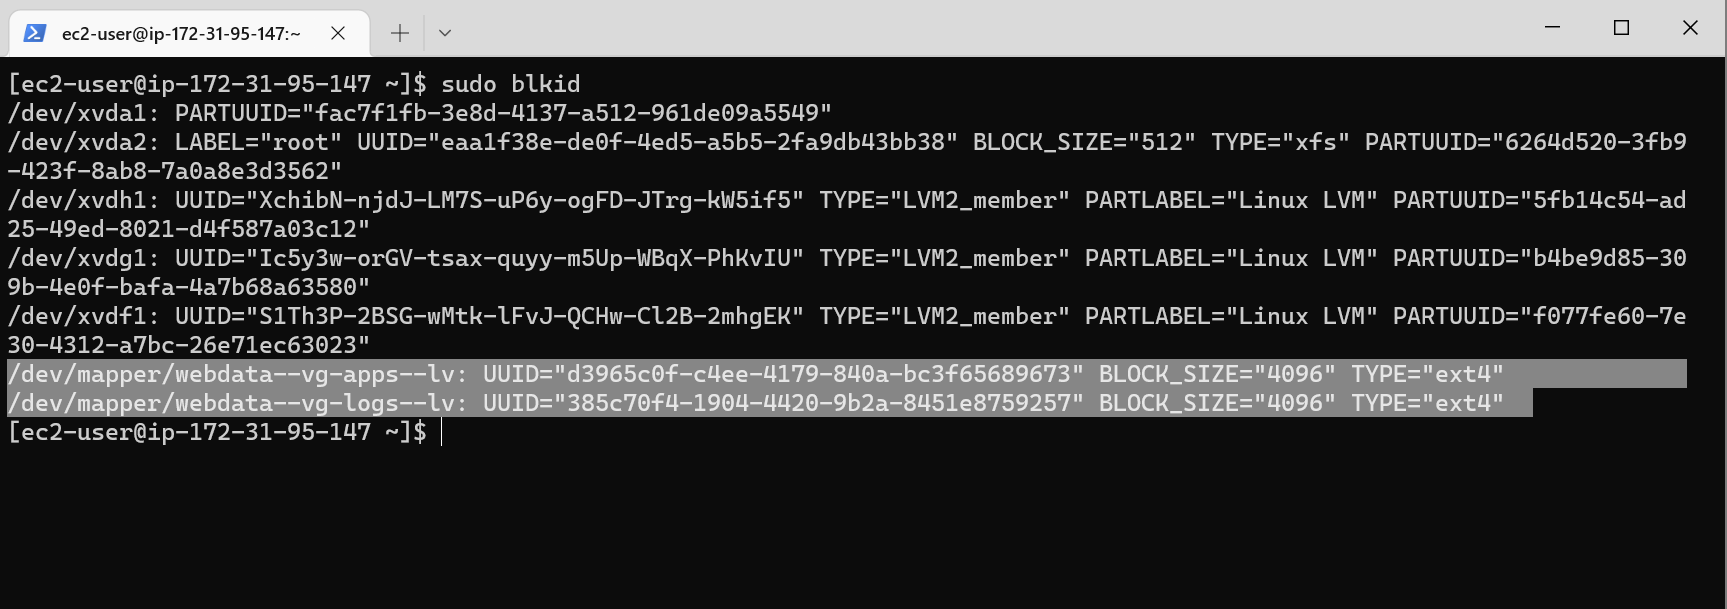 ec2-user@ip-172-31-95-147:~
[ec2-user@ip-172-31-95-147 ~]$ sudo blkid
/dev/xvda1: PARTUUID="fac7f1fb-3e8d-4137-a512-961de09a5549"
/dev/xvda2: LABEL="root" UUID="eaa1f38e-de0f-4ed5-a5b5-2fa9db43bb38" BLOCK_SIZE="512" TYPE="xfs" PARTUUID="6264d520-3fb9
-423f-8ab8-7a0a8e3d3562"
/dev/xvdh1: UUID="XchibN-njdJ-LM7S-uP6y-ogFD-JTrg-kW5if5" TYPE="LVM2_member" PARTLABEL="Linux LVM" PARTUUID="5fb14c54-ad
25-49ed-8021-d4f587a03c12"
/dev/xvdg1: UUID="Ic5y3w-orGV-tsax-quyy-m5Up-WBqX-PhKvIU" TYPE="LVM2_member" PARTLABEL="Linux LVM" PARTUUID="b4be9d85-30
9b-4e0f-bafa-4a7b68a63580"
/dev/xvdf1: UUID="S1Th3P-2BSG-wMtk-lFvJ-QCHw-Cl2B-2mhgEK" TYPE="LVM2_member" PARTLABEL="Linux LVM" PARTUUID="f077fe60-7e
30-4312-a7bc-26e71ec63023"
/dev/mapper/webdata--vg-apps--lv: UUID="d3965c0f-c4ee-4179-840a-bc3f65689673" BLOCK_SIZE="4096" TYPE="ext4"
/dev/mapper/webdata--vg-logs--lv: UUID="385c70f4-1904-4420-9b2a-8451e8759257" BLOCK_SIZE="4096" TYPE="ext4"
[ec2-user@ip-172-31-95-147 ~]$